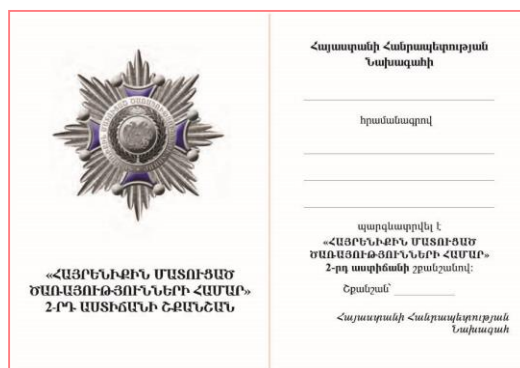 «ՀԱՅՐԵՆԻՔԻՆ ՄԱՏՈՒՑԱԾ
ԾԱՌԱՅՈՒԹՅՈՒՆՆԵՐԻ ՀԱՄԱՐ»
2-ՐԴ ԱՍՏԻՃԱՆԻ ՇՔԱՆՇԱՆ
Հայաստանի Հանրապետության
Նախագահի
հրամանագրով
պարգևատրվել է
«ՀԱՅՐԵՆԻՔԻՆ ՄԱՏՈՒՑԱԾ
ԾԱՌԱՅՈՒԹՅՈՒՆՆԵՐԻ ՀԱՄԱՐ»
2-րդ աստիճանի շքանշանով:
Շքանշան՝
Հայաստանի Հանրապետության
Նախագահ